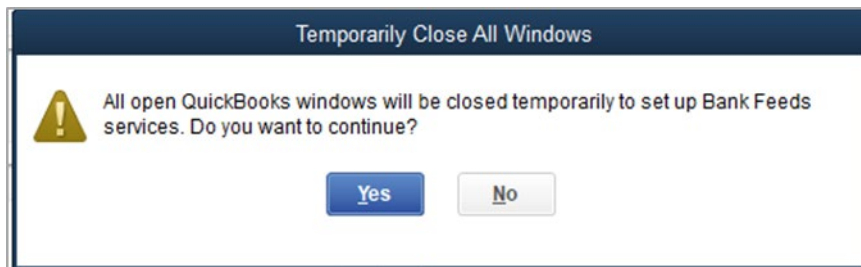 Temporarily Close All Windows
All open QuickBooks windows will be closed temporarily to set up Bank Feeds
services. Do you want to continue?
Yes No